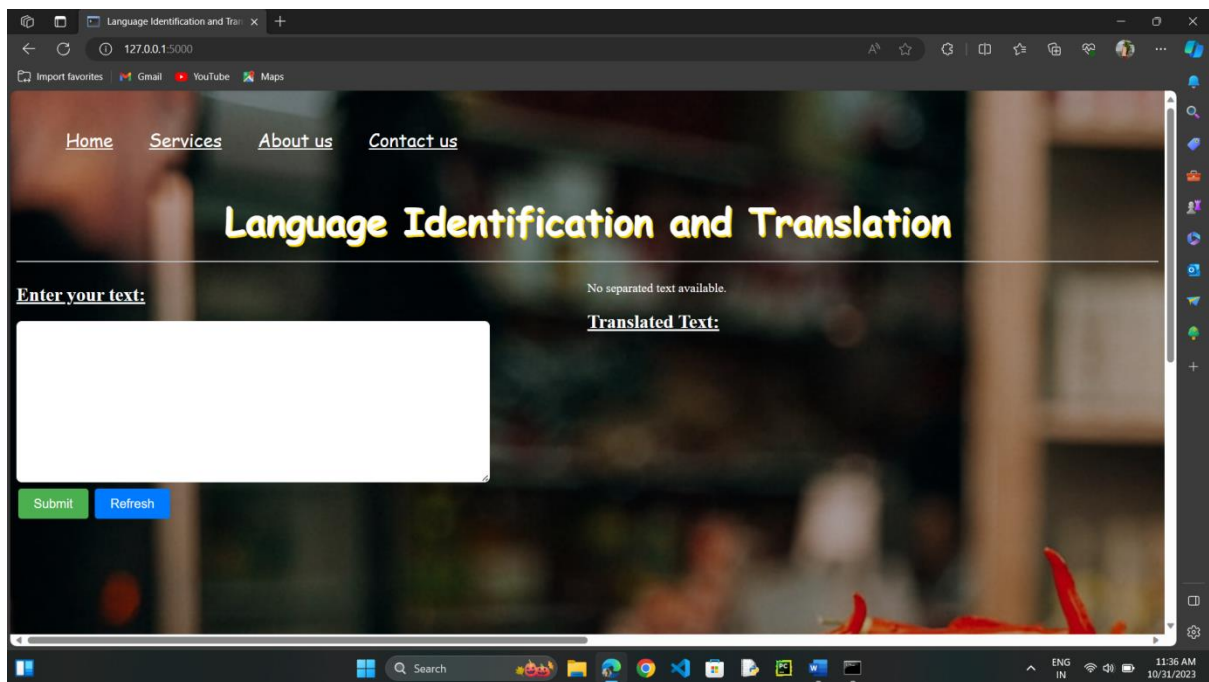 Language Identification and Tran
127.0.0.1:5000
Import favorites Gmail YouTube Maps
Home Services About us Contact us
Language Identification and Translation
Enter your text:
No separated text available.
Translated Text:
Submit Refresh
Search
ENG
IN
11:36 AM
10/31/2023